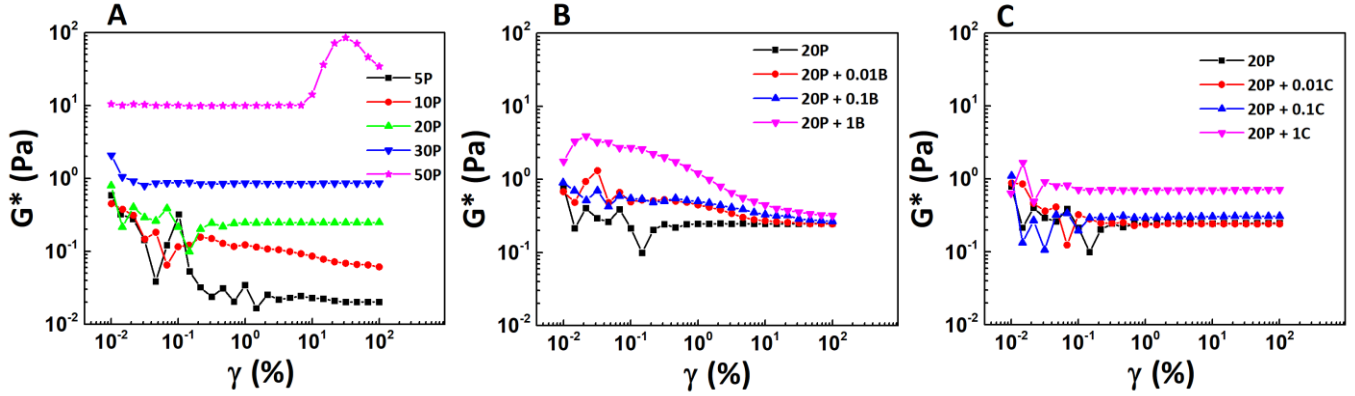 A
G* (Pa)
10²
10¹
10⁰
10⁻¹
10⁻²
5P
10P
20P
30P
50P
10⁻² 10⁻¹ 10⁰ 10¹ 10²
γ (%)
B
G* (Pa)
10²
10¹
10⁰
10⁻¹
10⁻²
20P
20P + 0.01B
20P + 0.1B
20P + 1B
10⁻² 10⁻¹ 10⁰ 10¹ 10²
γ (%)
C
G* (Pa)
10²
10¹
10⁰
10⁻¹
10⁻²
20P
20P + 0.01C
20P + 0.1C
20P + 1C
10⁻² 10⁻¹ 10⁰ 10¹ 10²
γ (%)